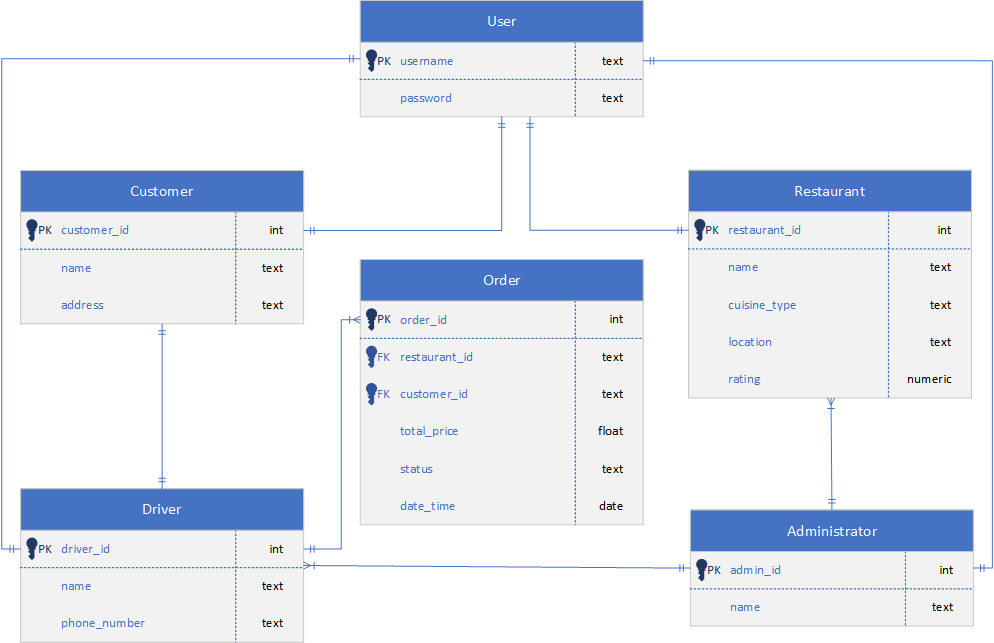 User
PK username text
password text
Customer
PK customer_id int
name text
address text
Restaurant
PK restaurant_id int
name text
cuisine_type text
location text
rating numeric
Order
PK order_id int
FK restaurant_id text
FK customer_id text
total_price float
status text
date_time date
Driver
PK driver_id int
name text
phone_number text
Administrator
PK admin_id int
name text